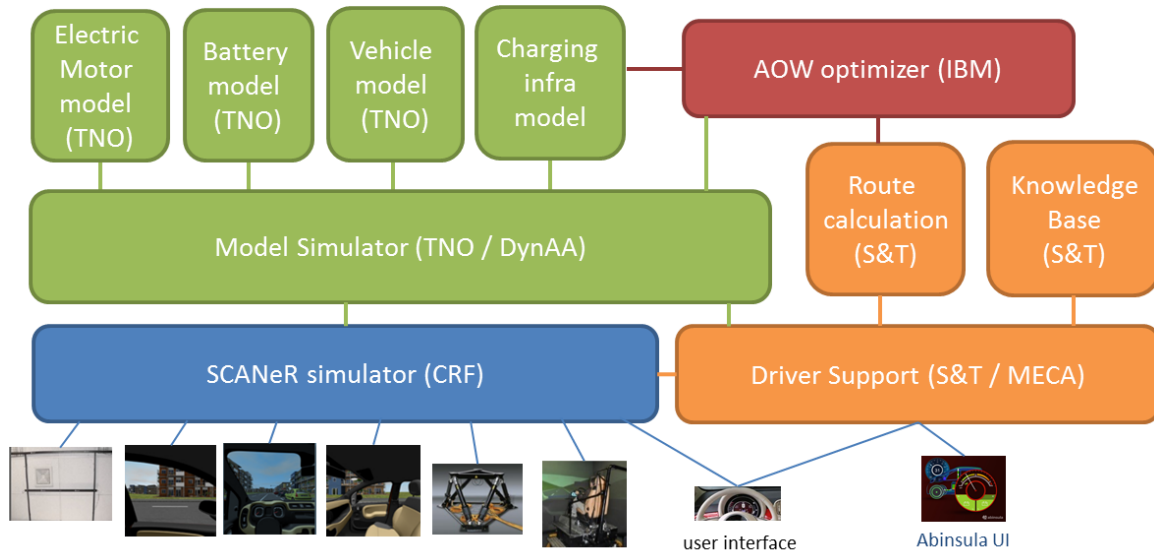 Electric
Motor
model
(TNO)
Battery
model
(TNO)
Vehicle
model
(TNO)
Charging
infra
model
AOW optimizer (IBM)
Route
calculation
(S&T)
Knowledge
Base
(S&T)
Model Simulator (TNO / DynAA)
SCANeR simulator (CRF)
Driver Support (S&T / MECA)
abinsula
user interface
Abinsula UI